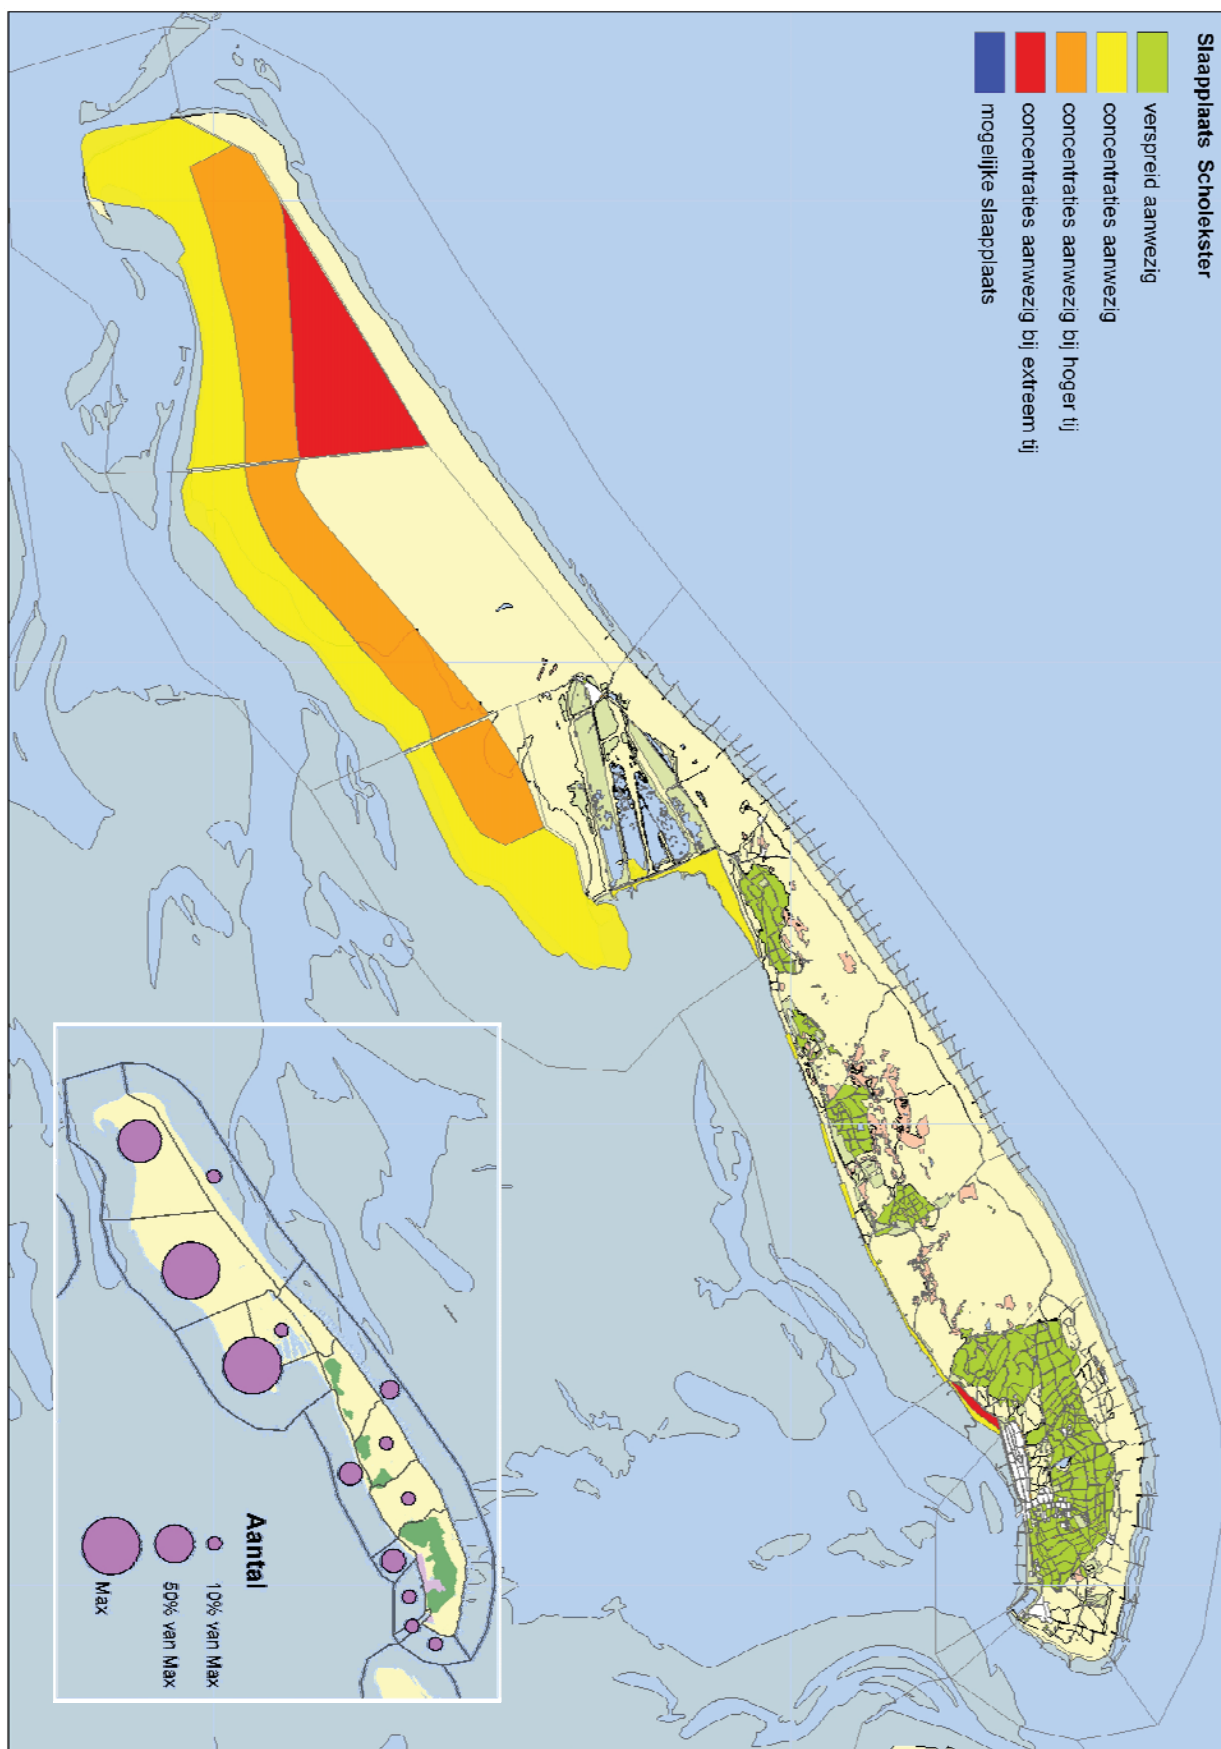 Slaapplaats Scholekster
verspreid aanwezig
concentraties aanwezig
concentraties aanwezig bij hoger tij
concentraties aanwezig bij extreem tij
mogelijke slaapplaats
Aantal
10% van Max
50% van Max
Max